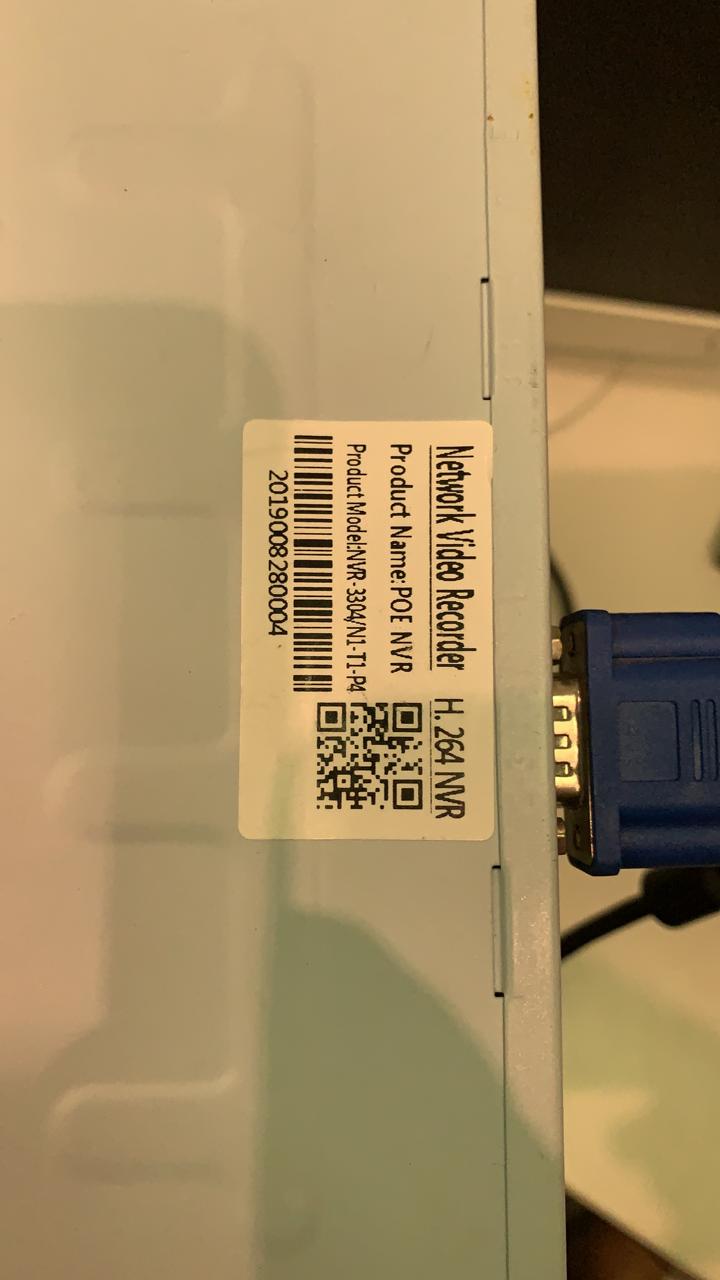 Network Video Recorder H. 264 NVR
Product Name:POE NVR
Product Model:NVR-3304/N1-T1-P4
2019008280004